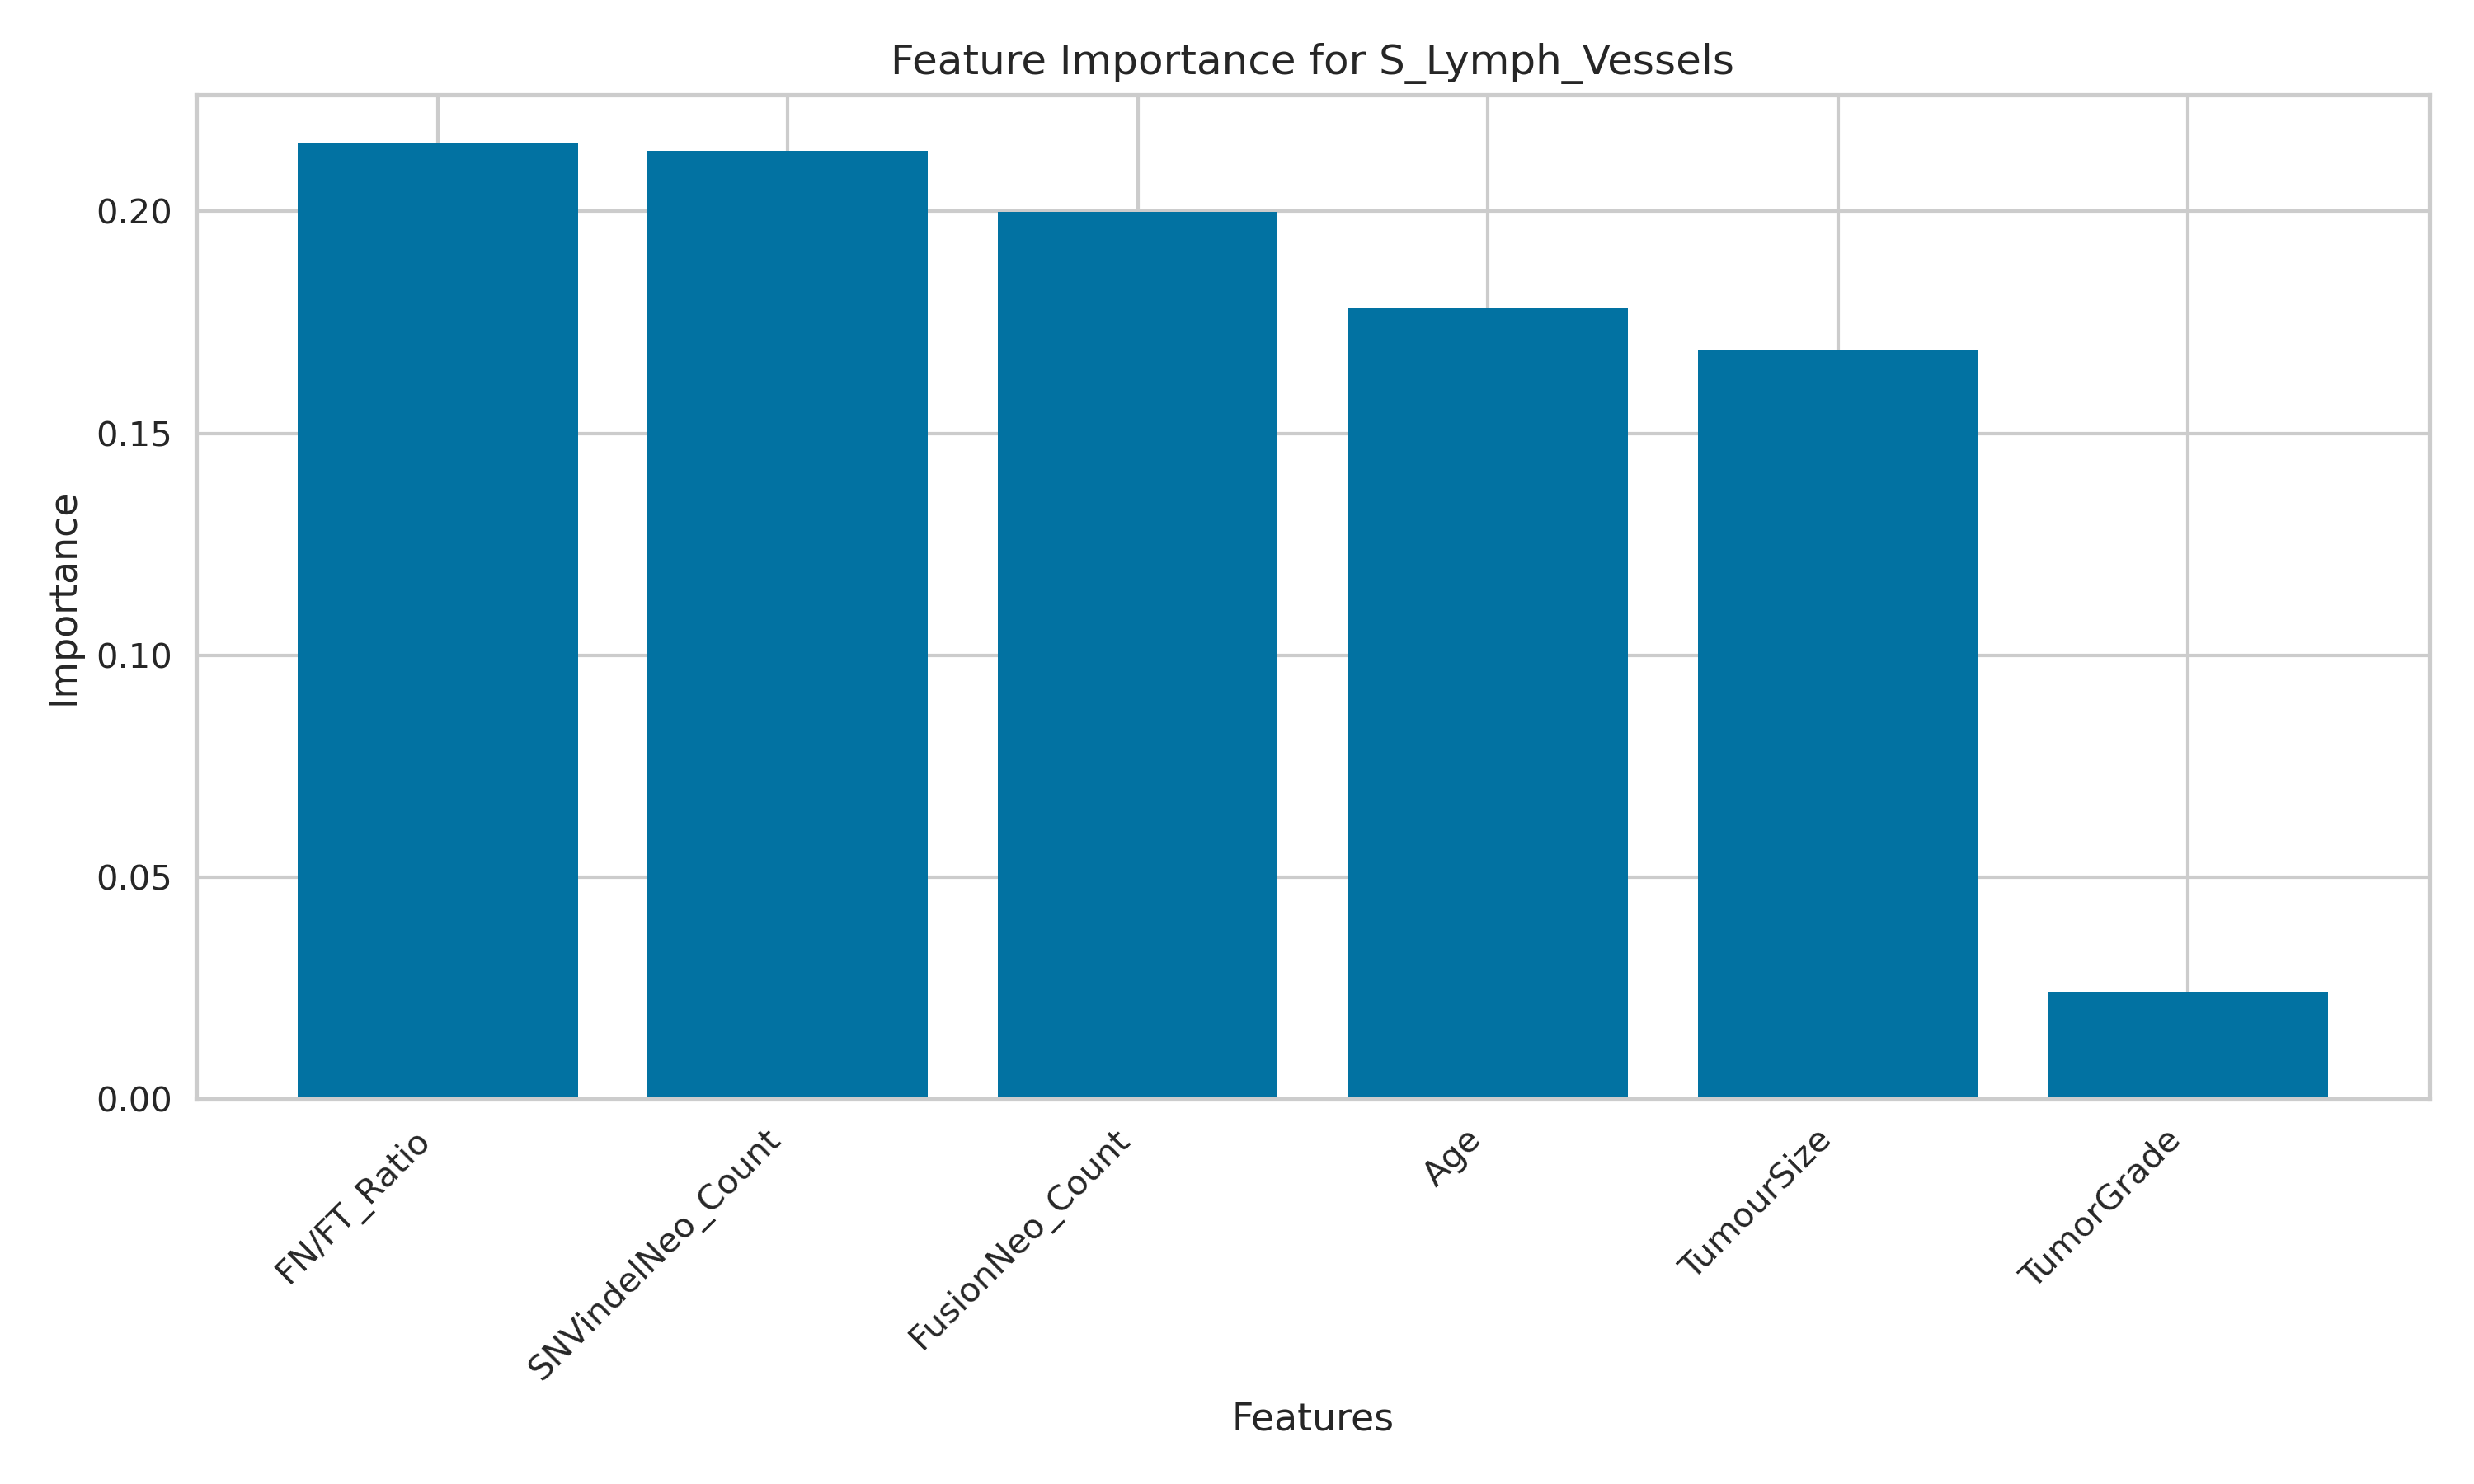 Feature Importance for S_Lymph_Vessels
Importance
0.20
0.15
0.10
0.05
0.00
FN/FT_Ratio
SNVindelNeo_Count
FusionNeo_Count
Age
TumourSize
TumorGrade
Features